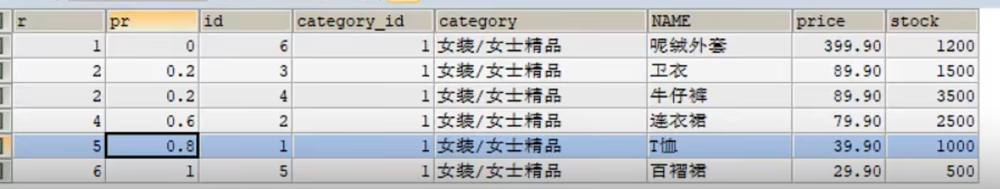 r pr id category_id category NAME price stock
1 0 6 1 女装/女士精品 呢绒外套 399.90 1200
2 0.2 3 1 女装/女士精品 卫衣 89.90 1500
2 0.2 4 1 女装/女士精品 牛仔裤 89.90 3500
4 0.6 2 1 女装/女士精品 连衣裙 79.90 2500
5 0.8 1 1 女装/女士精品 T恤 39.90 1000
6 1 5 1 女装/女士精品 百褶裙 29.90 500